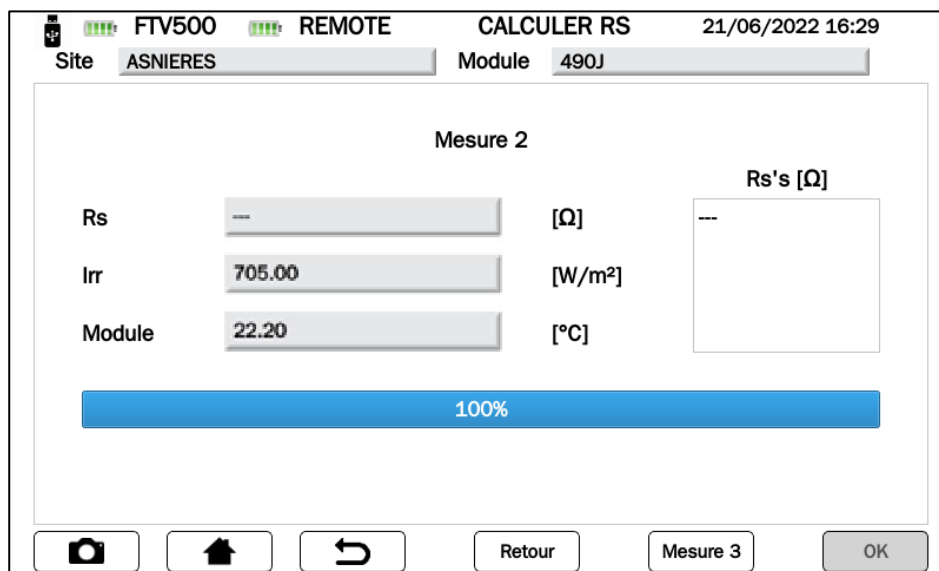 FTV500 REMOTE CALCULER RS 21/06/2022 16:29
Site ASNIERES Module 490J
Mesure 2
Rs's [Ω]
Rs --- [Ω] ---
Irr 705.00 [W/m²]
Module 22.20 [°C]
100%
Retour Mesure 3 OK